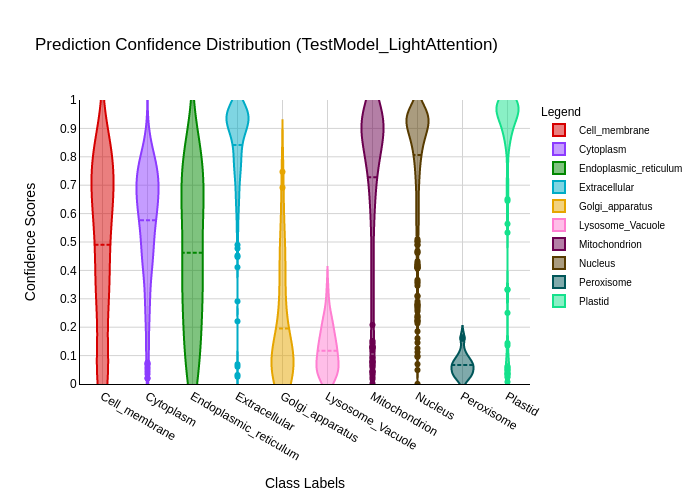 Prediction Confidence Distribution (TestModel_LightAttention)
Legend
Cell_membrane
Cytoplasm
Endoplasmic_reticulum
Extracellular
Golgi_apparatus
Lysosome_Vacuole
Mitochondrion
Nucleus
Peroxisome
Plastid
Confidence Scores
1
0.9
0.8
0.7
0.6
0.5
0.4
0.3
0.2
0.1
0
Cell_membrane
Cytoplasm
Endoplasmic_reticulum
Extracellular
Golgi_apparatus
Lysosome_Vacuole
Mitochondrion
Nucleus
Peroxisome
Plastid
Class Labels